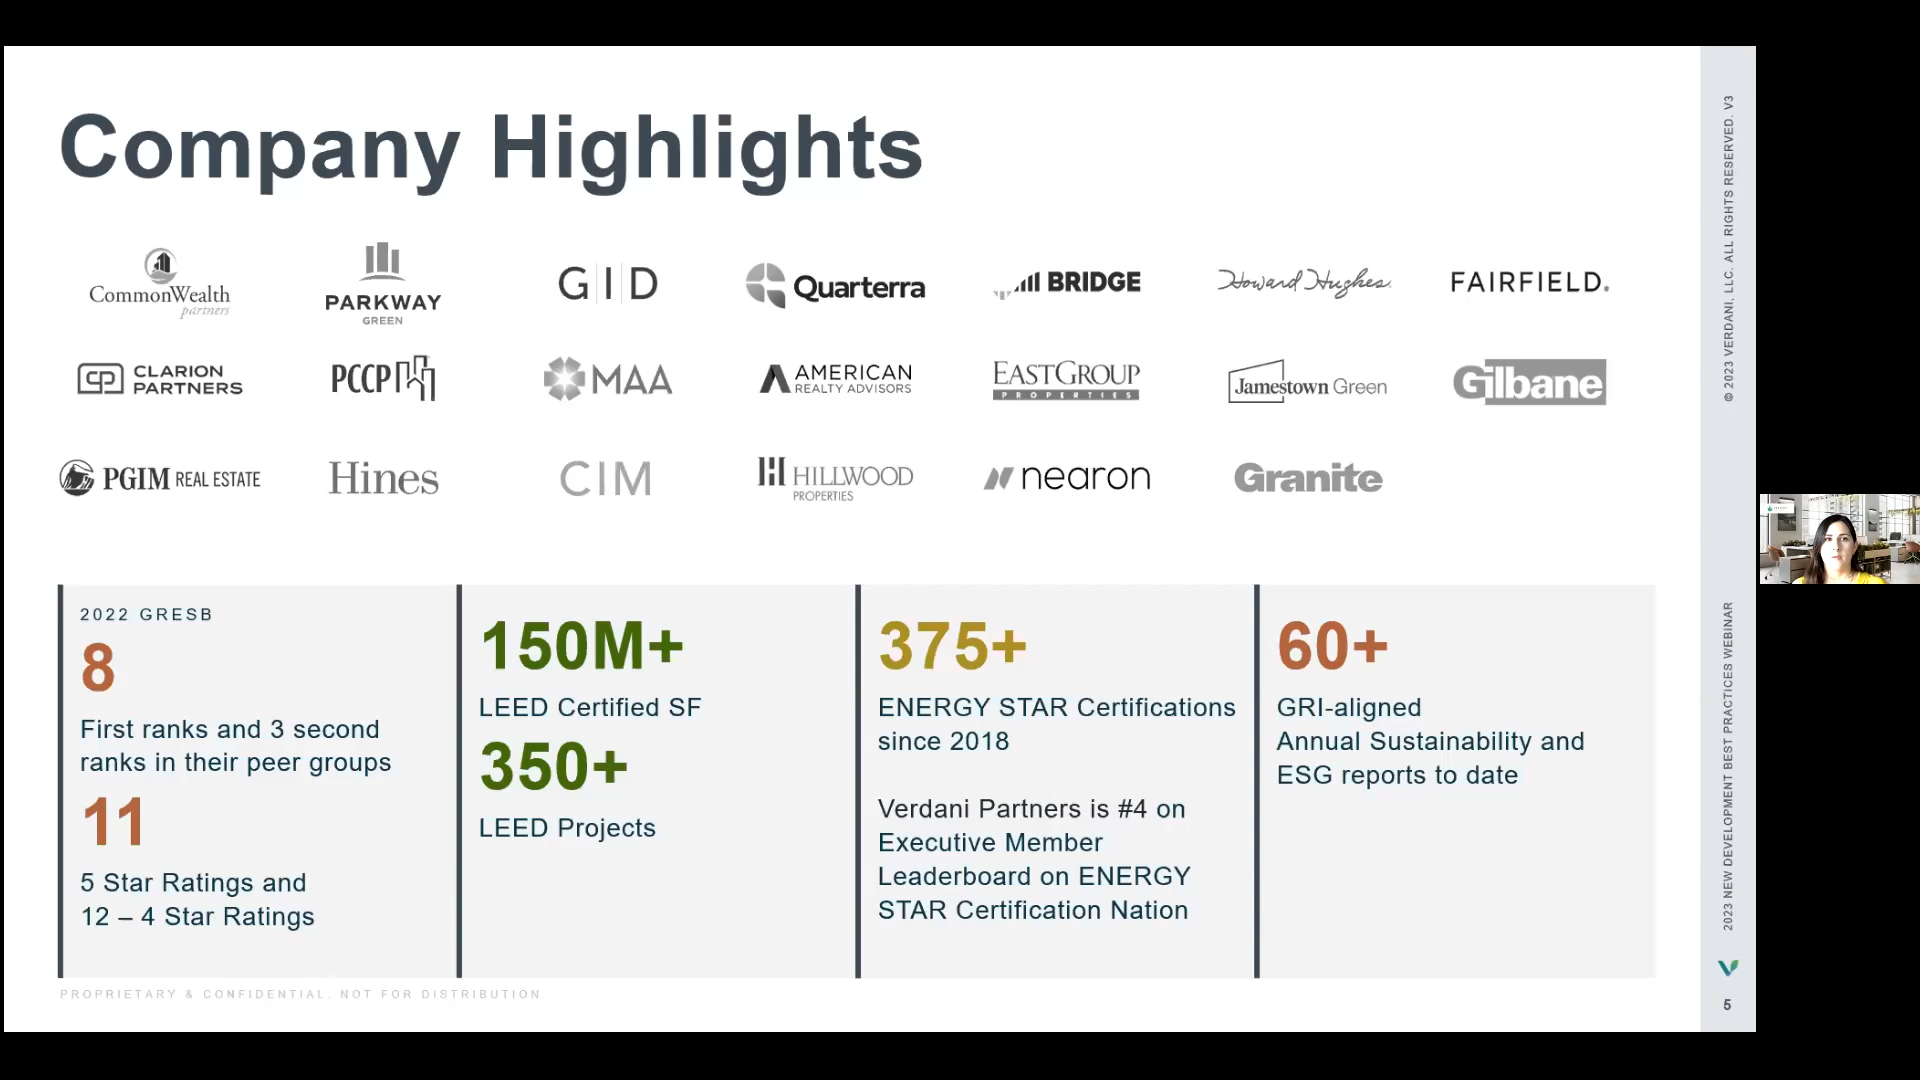 Company Highlights
CommonWealth
partners
PARKWAY
GREEN
G|I|D
Quarterra
BRIDGE
Howard Hughes.
FAIRFIELD.
CP CLARION
PARTNERS
PCCP
MAA
AMERICAN
REALTY ADVISORS
EASTGROUP
PROPERTIES
Jamestown Green
Gilbane
PGIM REAL ESTATE
Hines
CIM
HILLWOOD
PROPERTIES
nearon
Granite
2022 GRESB
8
First ranks and 3 second
ranks in their peer groups
11
5 Star Ratings and
12 – 4 Star Ratings
150M+
LEED Certified SF
350+
LEED Projects
375+
ENERGY STAR Certifications
since 2018
Verdani Partners is #4 on
Executive Member
Leaderboard on ENERGY
STAR Certification Nation
60+
GRI-aligned
Annual Sustainability and
ESG reports to date
PROPRIETARY & CONFIDENTIAL. NOT FOR DISTRIBUTION
© 2023 VERDANI, LLC. ALL RIGHTS RESERVED. V3
2023 NEW DEVELOPMENT BEST PRACTICES WEBINAR
5